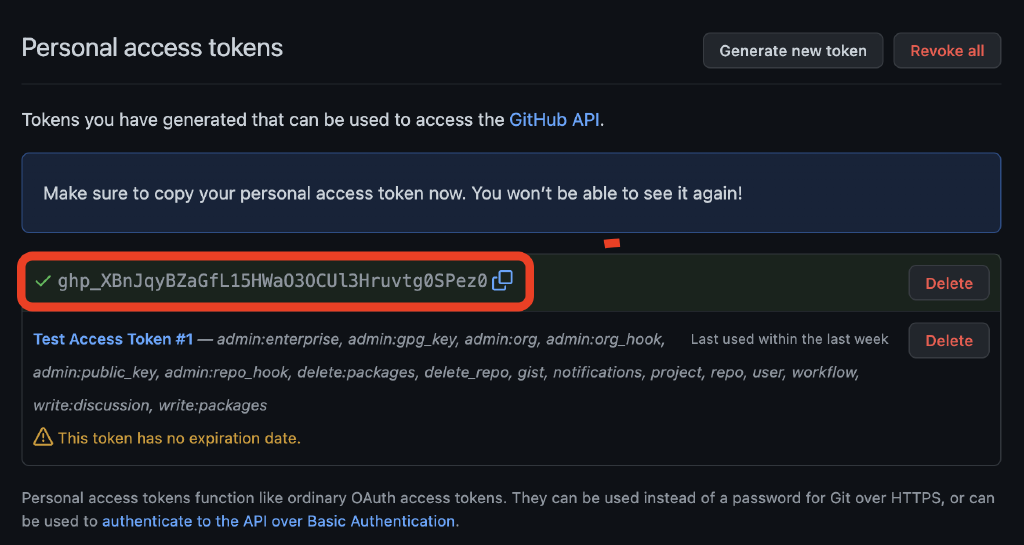 Personal access tokens
Generate new token
Revoke all
Tokens you have generated that can be used to access the GitHub API.
Make sure to copy your personal access token now. You won’t be able to see it again!
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
Delete
Test Access Token #1 — admin:enterprise, admin:gpg_key, admin:org, admin:org_hook,
Last used within the last week
Delete
admin:public_key, admin:repo_hook, delete:packages, delete_repo, gist, notifications, project, repo, user, workflow,
write:discussion, write:packages
This token has no expiration date.
Personal access tokens function like ordinary OAuth access tokens. They can be used instead of a password for Git over HTTPS, or can
be used to authenticate to the API over Basic Authentication.